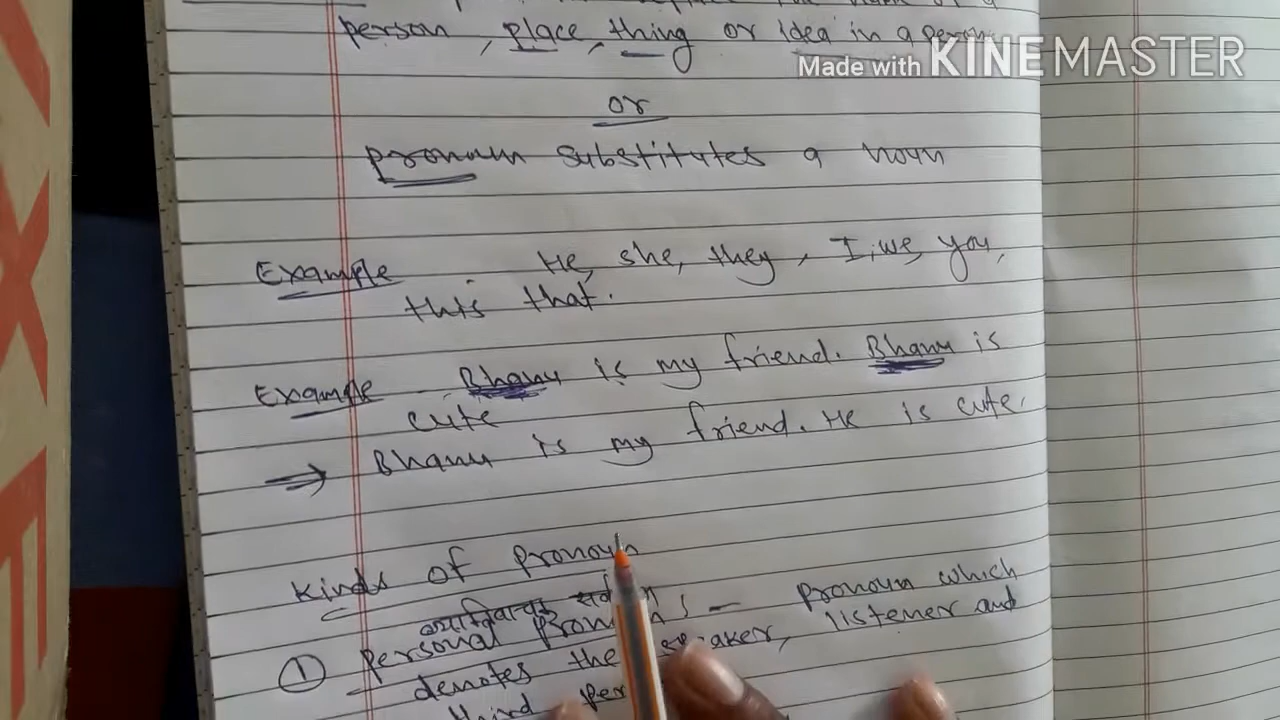 person, place, thing or idea in a
Made with KINEMASTER
or
pronoun substitutes a noun
Example - He, she, they, I, we, you,
this that.
Example - Bhanu is my friend. Bhanu is
cute
⇒ Bhanu is my friend. He is cute.
Kinds of pronoun
① personal pronoun :- pronoun which
denotes the speaker, listener and
third